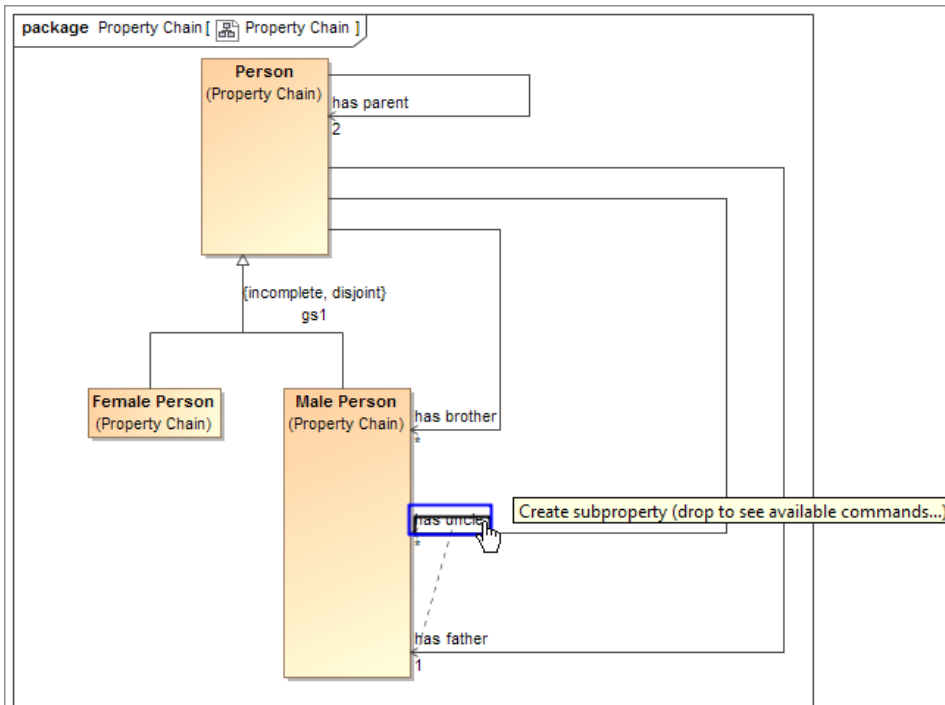 package Property Chain [ Property Chain ]
Person
(Property Chain)
has parent
2
{incomplete, disjoint}
gs1
Female Person
(Property Chain)
Male Person
(Property Chain)
has brother
*
has uncle
*
Create subproperty (drop to see available commands...)
has father
1